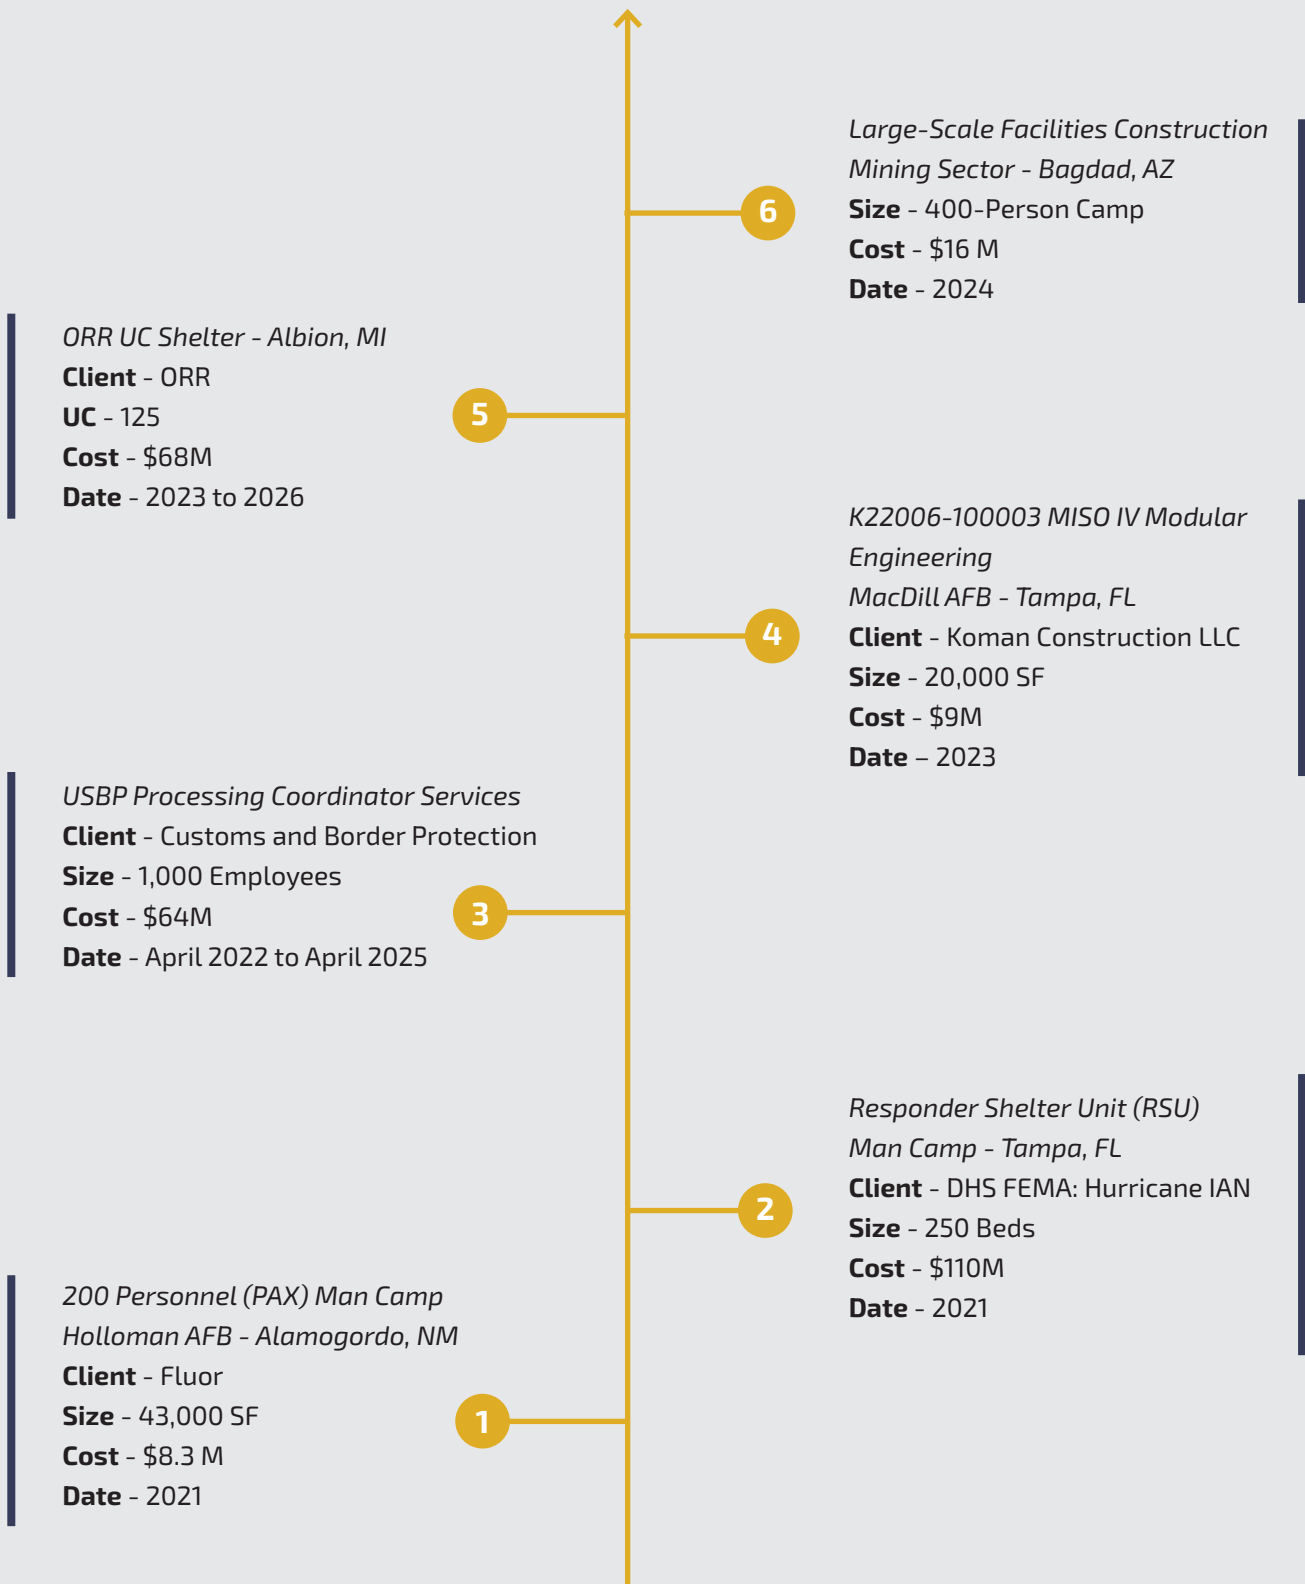 6
Large-Scale Facilities Construction
Mining Sector - Bagdad, AZ
Size - 400-Person Camp
Cost - $16 M
Date - 2024
ORR UC Shelter - Albion, MI
Client - ORR
UC - 125
Cost - $68M
Date - 2023 to 2026
5
4
K22006-100003 MISO IV Modular
Engineering
MacDill AFB - Tampa, FL
Client - Koman Construction LLC
Size - 20,000 SF
Cost - $9M
Date – 2023
USBP Processing Coordinator Services
Client - Customs and Border Protection
Size - 1,000 Employees
Cost - $64M
Date - April 2022 to April 2025
3
2
Responder Shelter Unit (RSU)
Man Camp - Tampa, FL
Client - DHS FEMA: Hurricane IAN
Size - 250 Beds
Cost - $110M
Date - 2021
200 Personnel (PAX) Man Camp
Holloman AFB - Alamogordo, NM
Client - Fluor
Size - 43,000 SF
Cost - $8.3 M
Date - 2021
1